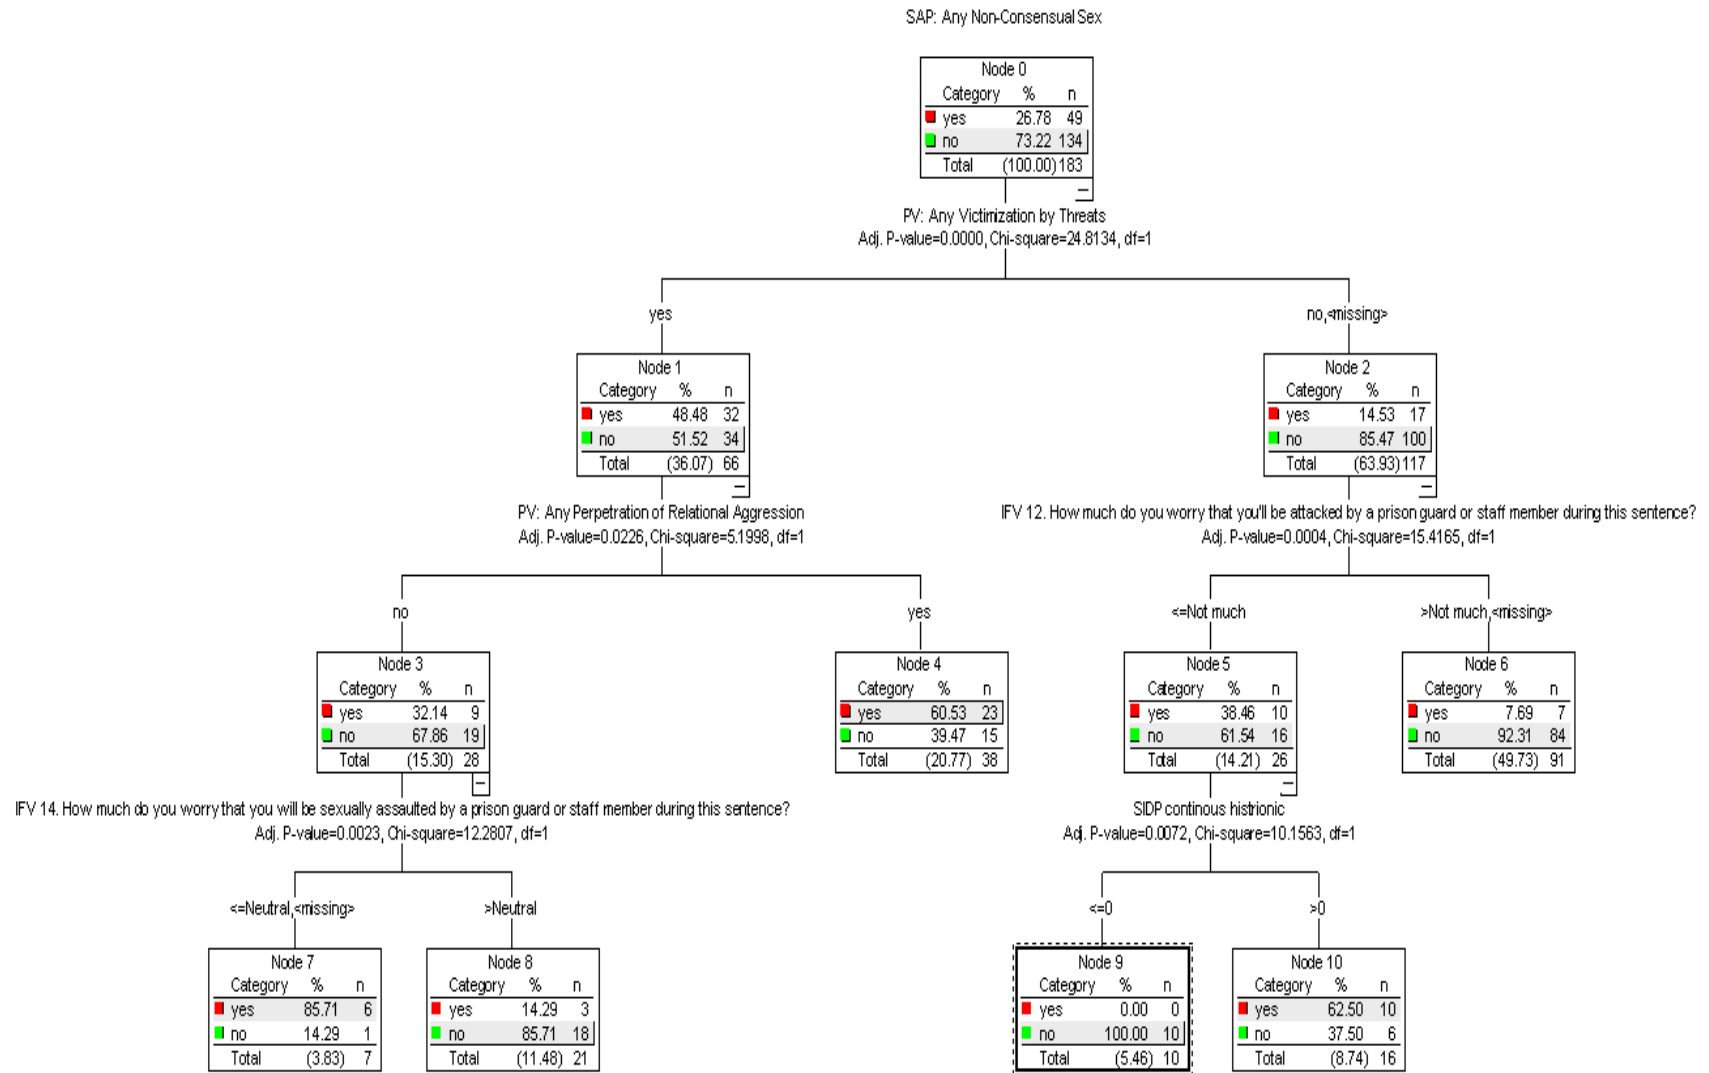 SAP: Any Non-Consensual Sex
Node 0
Category % n
yes 26.78 49
no 73.22 134
Total (100.00) 183
PV: Any Victimization by Threats
Adj. P-value=0.0000, Chi-square=24.8134, df=1
yes
no,<missing>
Node 1
Category % n
yes 48.48 32
no 51.52 34
Total (36.07) 66
Node 2
Category % n
yes 14.53 17
no 85.47 100
Total (63.93) 117
PV: Any Perpetration of Relational Aggression
Adj. P-value=0.0226, Chi-square=5.1998, df=1
IFV 12. How much do you worry that you'll be attacked by a prison guard or staff member during this sentence?
Adj. P-value=0.0004, Chi-square=15.4165, df=1
no
yes
<=Not much
>Not much,<missing>
Node 3
Category % n
yes 32.14 9
no 67.86 19
Total (15.30) 28
Node 4
Category % n
yes 60.53 23
no 39.47 15
Total (20.77) 38
Node 5
Category % n
yes 38.46 10
no 61.54 16
Total (14.21) 26
Node 6
Category % n
yes 7.69 7
no 92.31 84
Total (49.73) 91
IFV 14. How much do you worry that you will be sexually assaulted by a prison guard or staff member during this sentence?
Adj. P-value=0.0023, Chi-square=12.2807, df=1
SIDP continous histrionic
Adj. P-value=0.0072, Chi-square=10.1563, df=1
<=Neutral,<missing>
>Neutral
<=0
>0
Node 7
Category % n
yes 85.71 6
no 14.29 1
Total (3.83) 7
Node 8
Category % n
yes 14.29 3
no 85.71 18
Total (11.48) 21
Node 9
Category % n
yes 0.00 0
no 100.00 10
Total (5.46) 10
Node 10
Category % n
yes 62.50 10
no 37.50 6
Total (8.74) 16